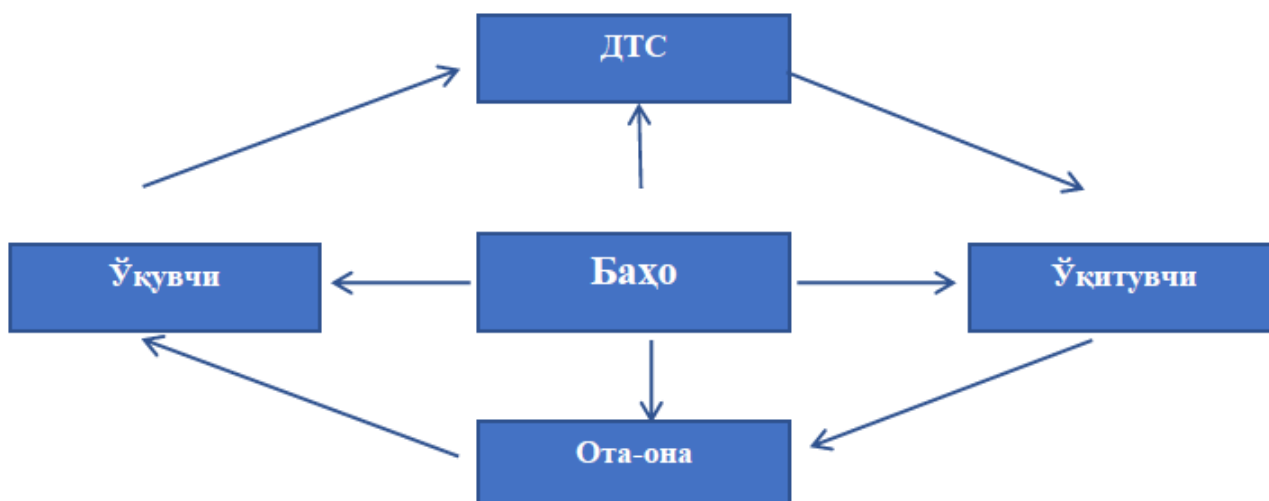 ДТС
Ўқувчи
Баҳо
Ўқитувчи
Ота-она